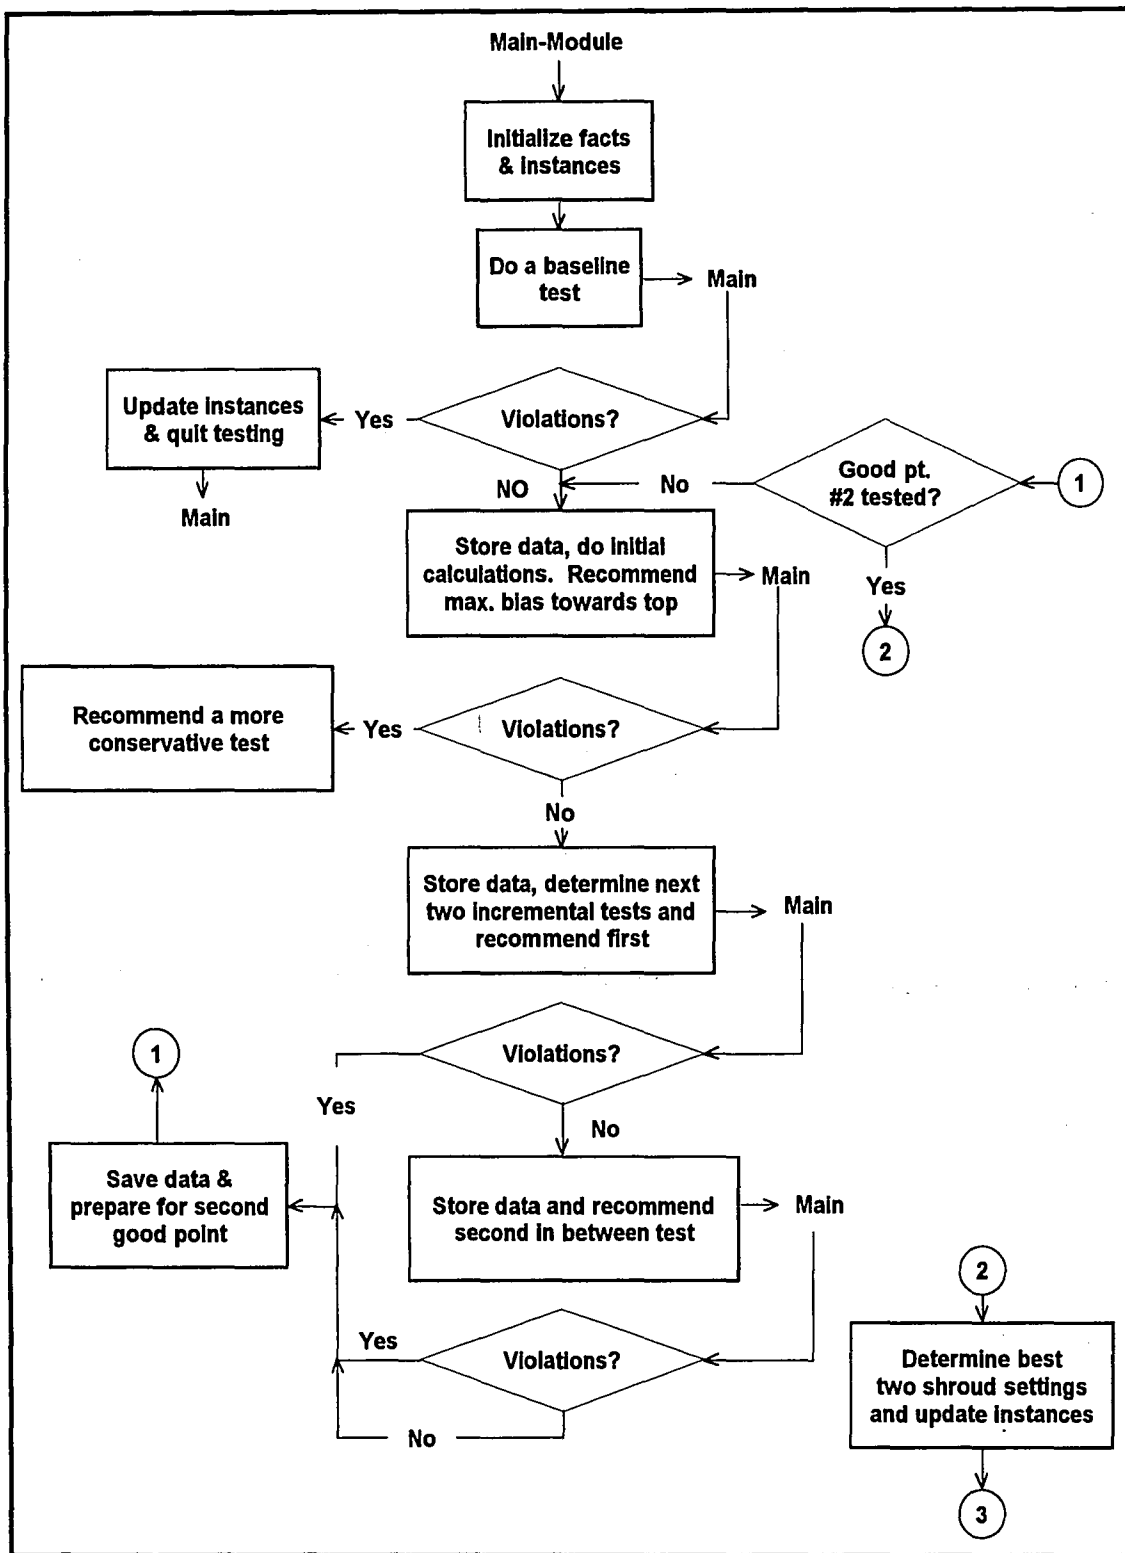 Main-Module
Initialize facts
& instances
Do a baseline
test
Main
Update instances
& quit testing
Yes
Violations?
Main
NO
No
Good pt.
#2 tested?
1
Store data, do initial
calculations. Recommend
max. bias towards top
Main
Yes
2
Recommend a more
conservative test
Yes
Violations?
No
Store data, determine next
two incremental tests and
recommend first
Main
1
Violations?
Yes
No
Save data &
prepare for second
good point
Store data and recommend
second in between test
Main
2
Yes
Violations?
No
Determine best
two shroud settings
and update instances
3